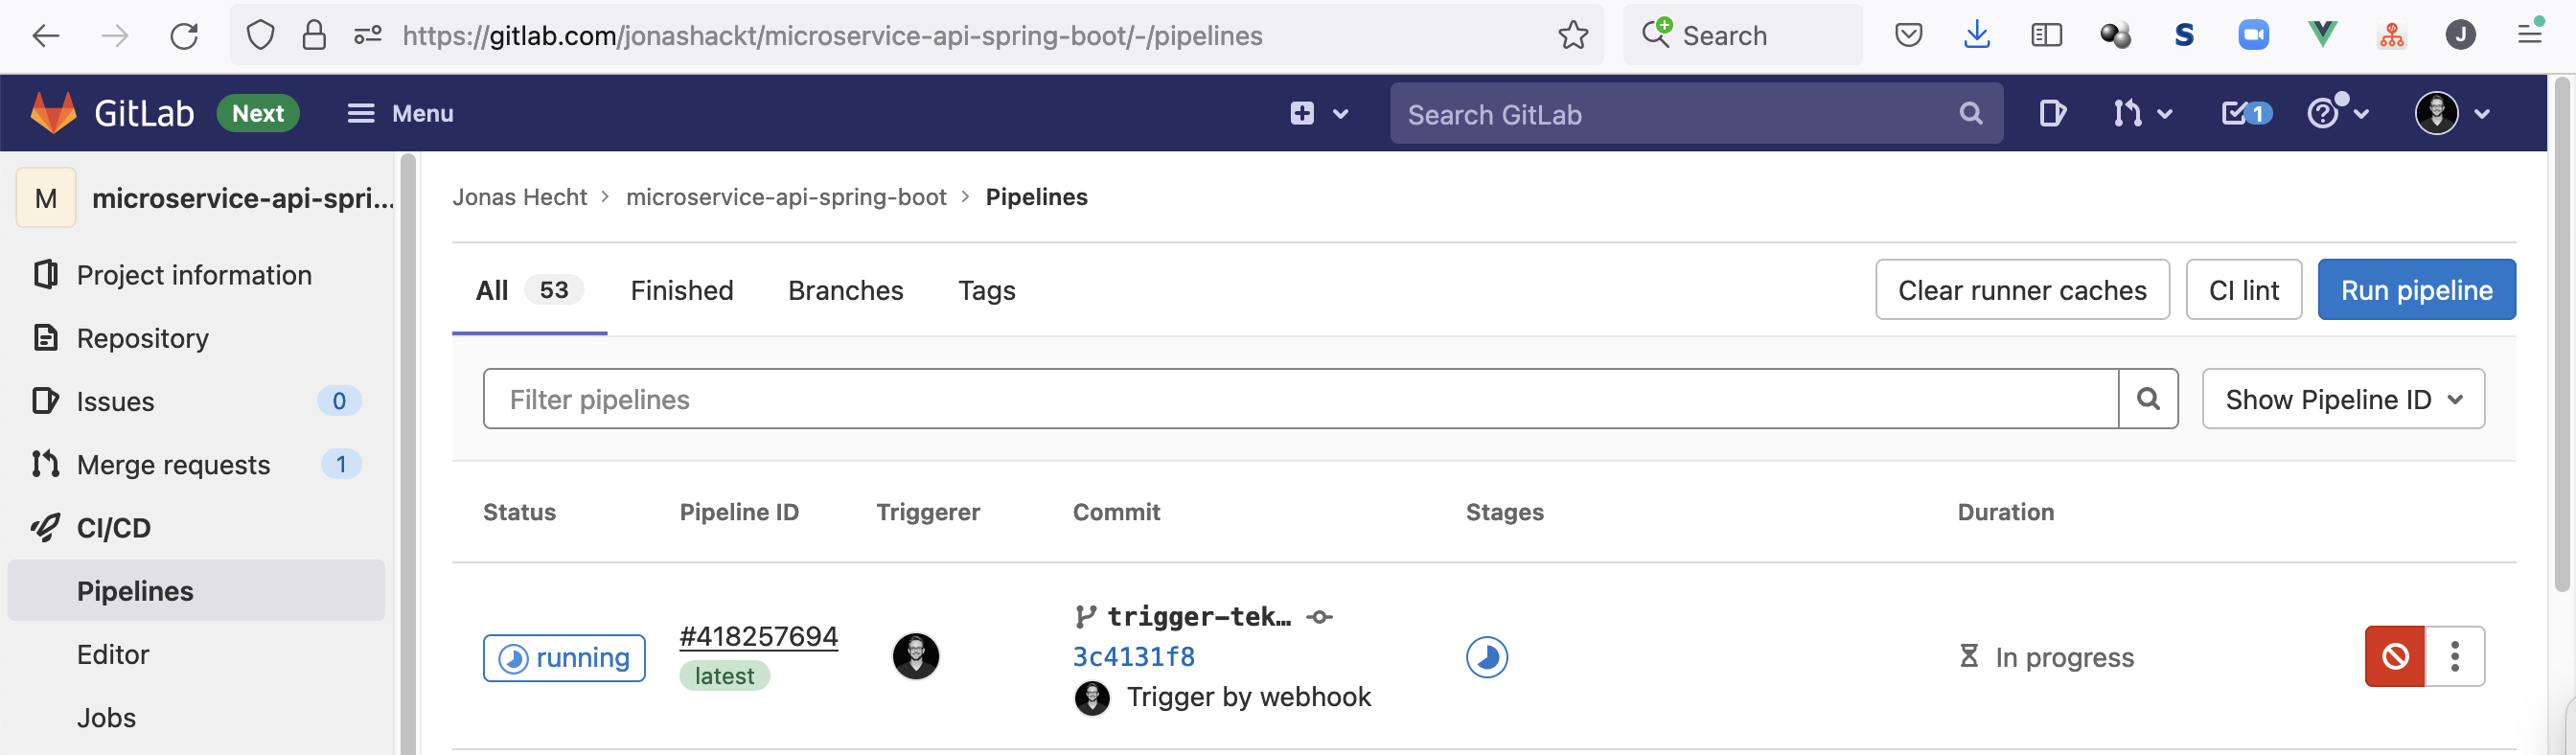 https://gitlab.com/jonashackt/microservice-api-spring-boot/-/pipelines
Search
S
J
GitLab Next Menu
Search GitLab
1
M microservice-api-spri...
Project information
Repository
Issues 0
Merge requests 1
CI/CD
Pipelines
Editor
Jobs
Jonas Hecht > microservice-api-spring-boot > Pipelines
All 53 Finished Branches Tags
Clear runner caches CI lint Run pipeline
Filter pipelines
Show Pipeline ID
Status Pipeline ID Triggerer Commit Stages Duration
running
#418257694
latest
trigger-tek…
3c4131f8
Trigger by webhook
In progress